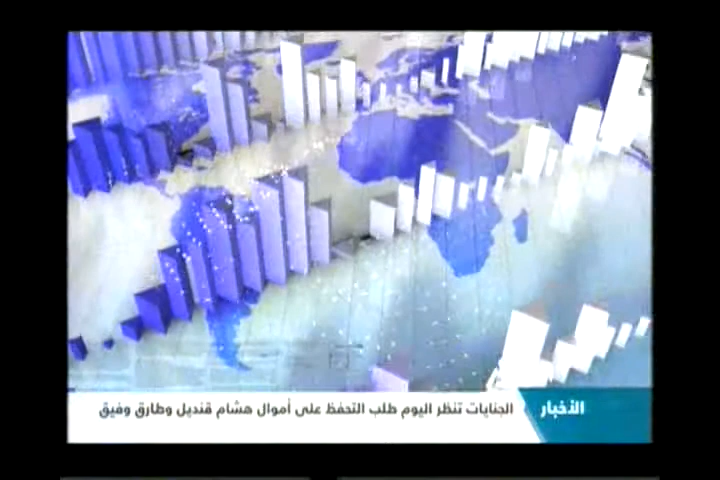 الأخبار
الجنايات تنظر اليوم طلب التحفظ على أموال هشام قنديل وطارق وفيق